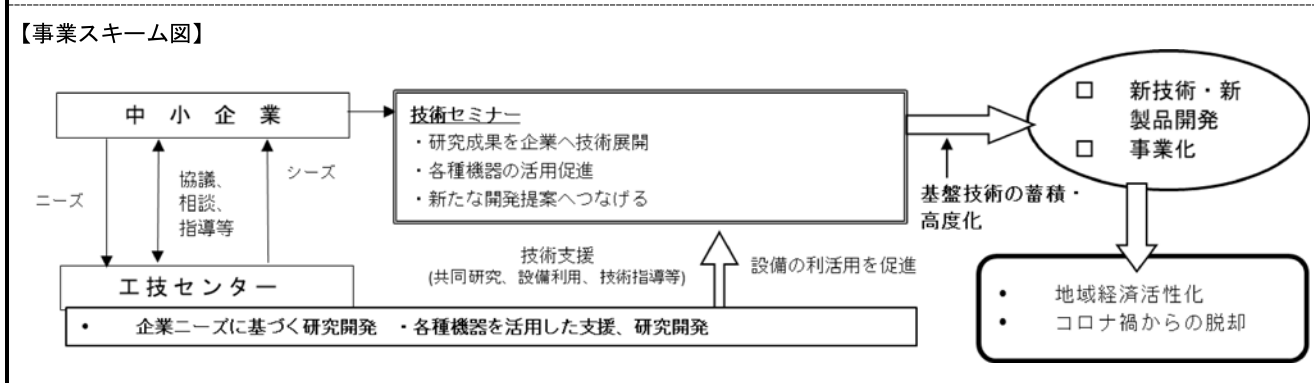 【事業スキーム図】
中 小 企 業
ニーズ
協議、
相談、
指導等
シーズ
工技センター
・ 企業ニーズに基づく研究開発 ・各種機器を活用した支援、研究開発
技術セミナー
・研究成果を企業へ技術展開
・各種機器の活用促進
・新たな開発提案へつなげる
技術支援
(共同研究、設備利用、技術指導等)
設備の利活用を促進
基盤技術の蓄積・
高度化
□ 新技術・新
製品開発
□ 事業化
• 地域経済活性化
• コロナ禍からの脱却